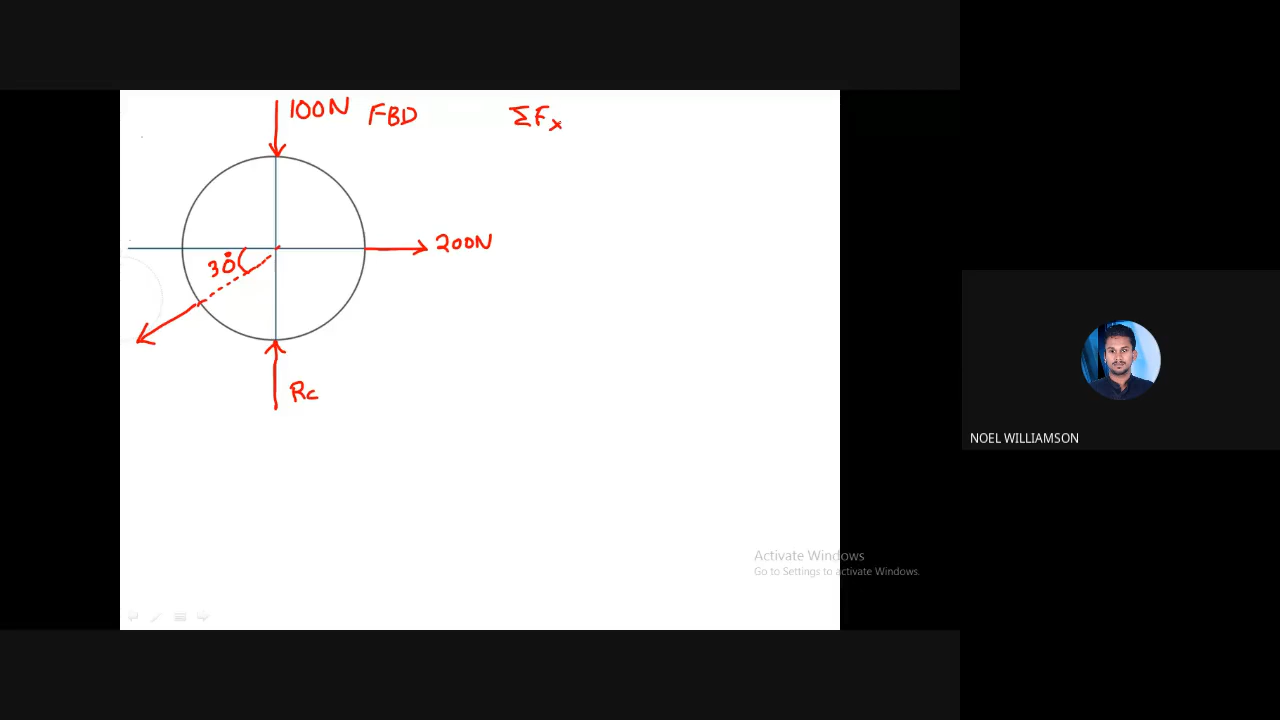 100N FBD ΣFx
200N
30°
Rc
NOEL WILLIAMSON
Activate Windows
Go to Settings to activate Windows.